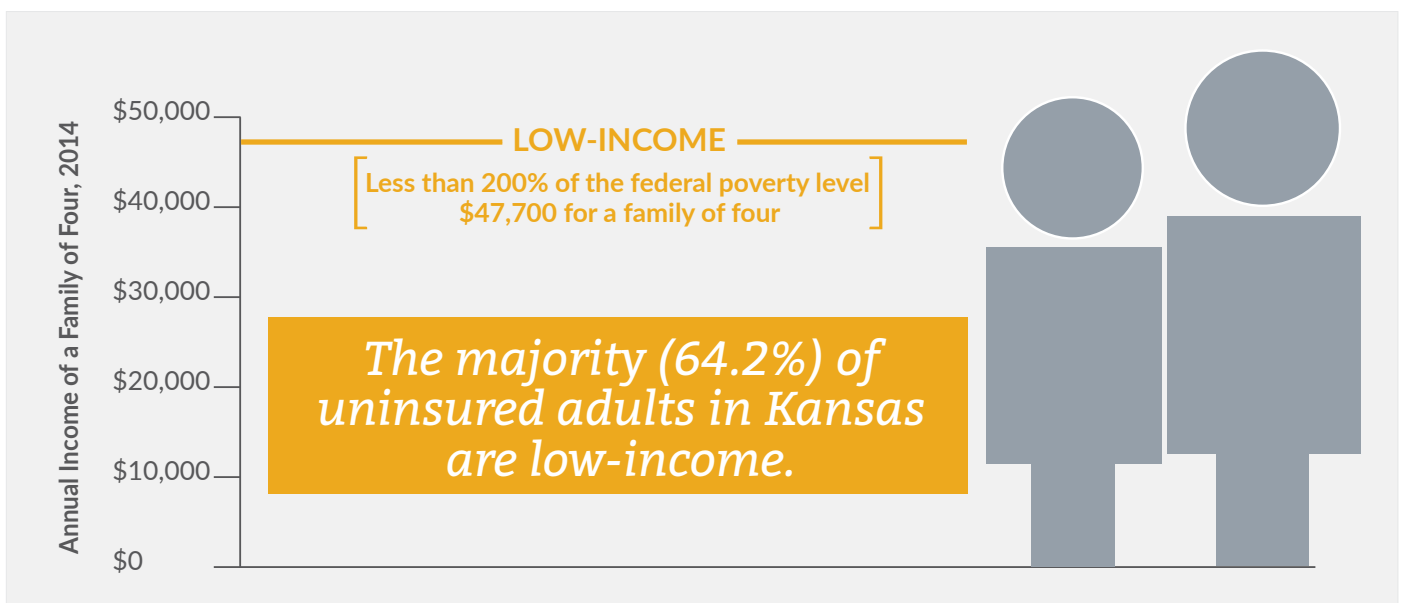 Annual Income of a Family of Four, 2014
$50,000
$40,000
$30,000
$20,000
$10,000
$0
LOW-INCOME
Less than 200% of the federal poverty level
$47,700 for a family of four
The majority (64.2%) of
uninsured adults in Kansas
are low-income.